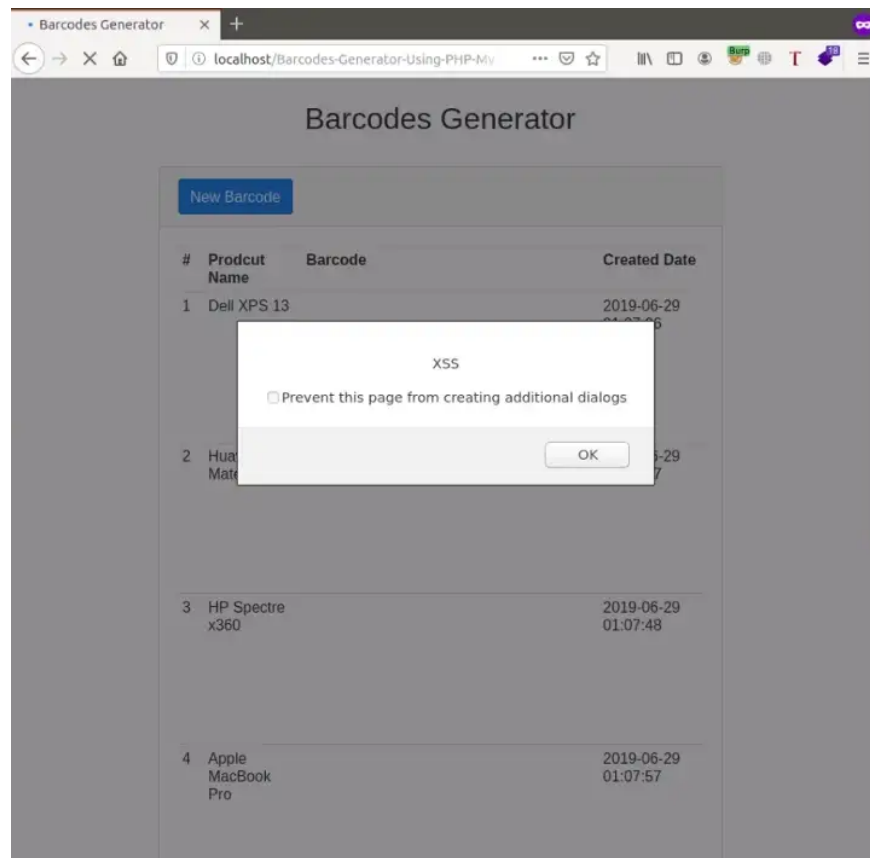 Barcodes Generator
localhost/Barcodes-Generator-Using-PHP-My
Burp
T
18
Barcodes Generator
New Barcode
# Prodcut Name Barcode Created Date
1 Dell XPS 13 2019-06-29
XSS
Prevent this page from creating additional dialogs
OK
2
3 HP Spectre x360 2019-06-29 01:07:48
4 Apple MacBook Pro 2019-06-29 01:07:57